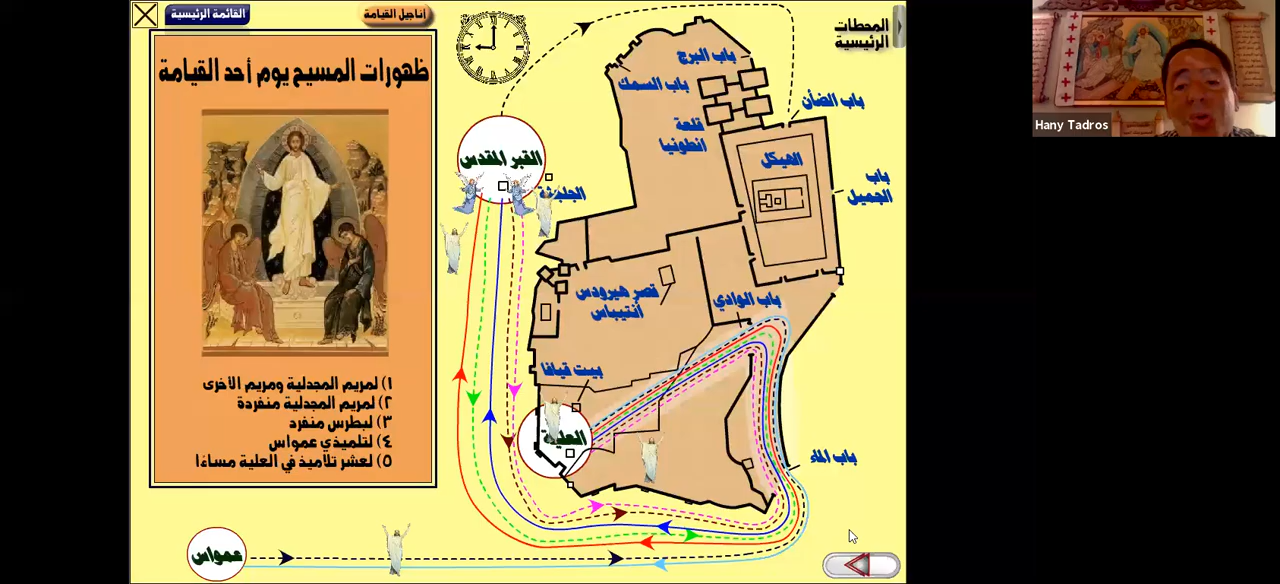 القائمة الرئيسية
أناجيل القيامة
ظهورات المسيح يوم أحد القيامة
١) لمريم المجدلية ومريم الأخرى
٢) لمريم المجدلية منفردة
٣) لبطرس منفرد
٤) لتلميذي عمواس
٥) لعشر تلاميذ في العلية مساءًا
المحطات
الرئيسية
باب البرج
باب السمك
باب الضأن
قلعة
انطونيا
الهيكل
باب
الجميل
القبر المقدس
الجلجثة
قصر هيرودس
أنتيباس
باب الوادي
بيت قيافا
العلية
باب الماء
عمواس
Hany Tadros